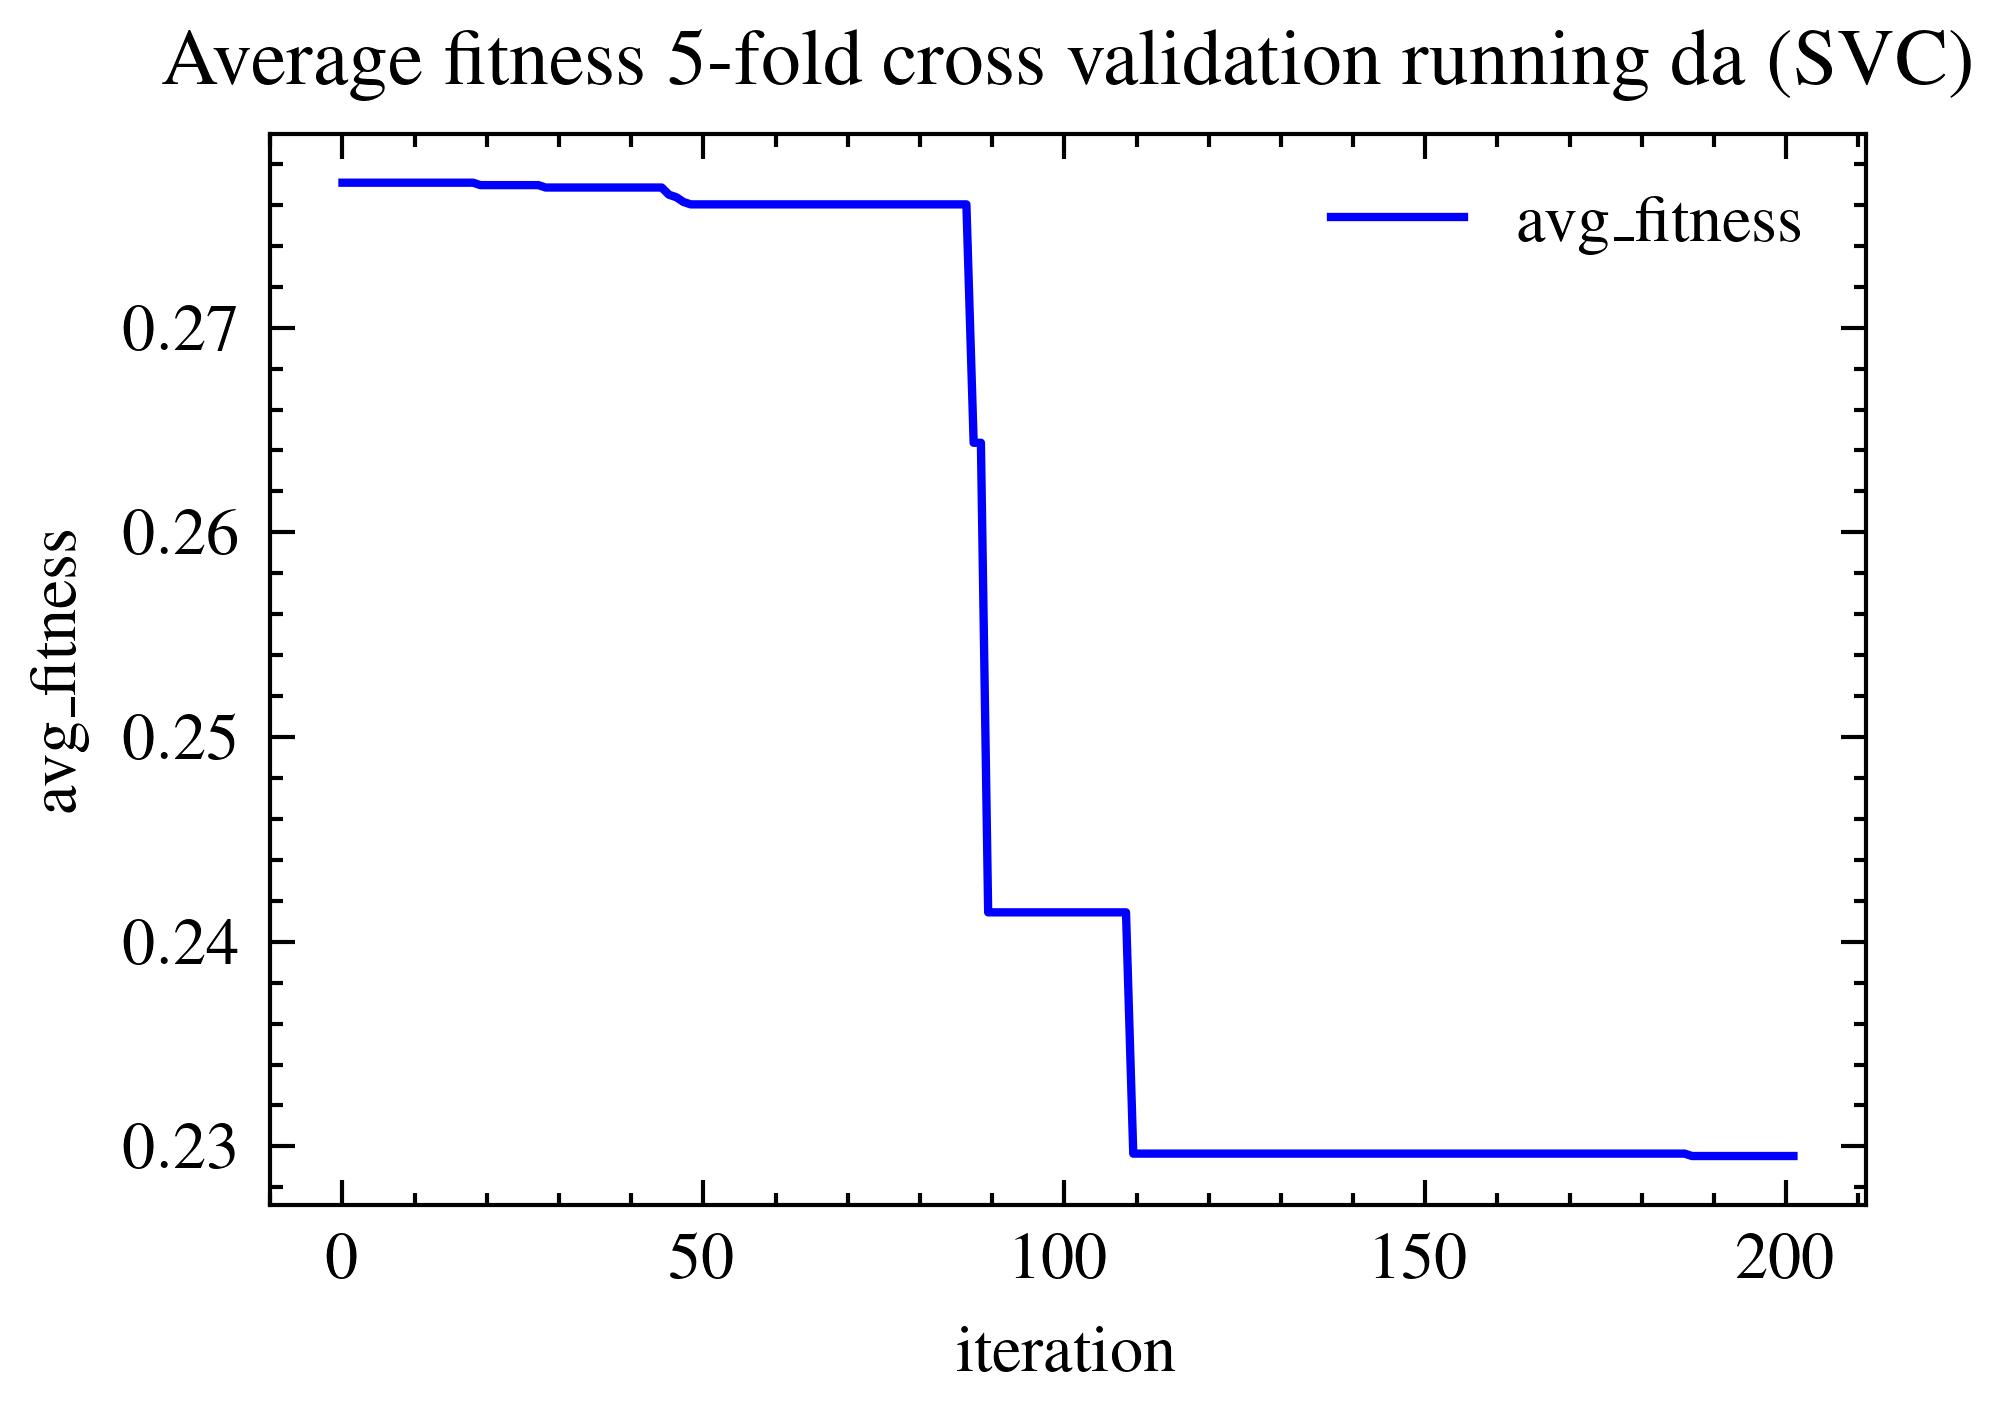 Average fitness 5-fold cross validation running da (SVC)
avg_fitness
0.27
0.26
0.25
0.24
0.23
avg_fitness
0 50 100 150 200
iteration